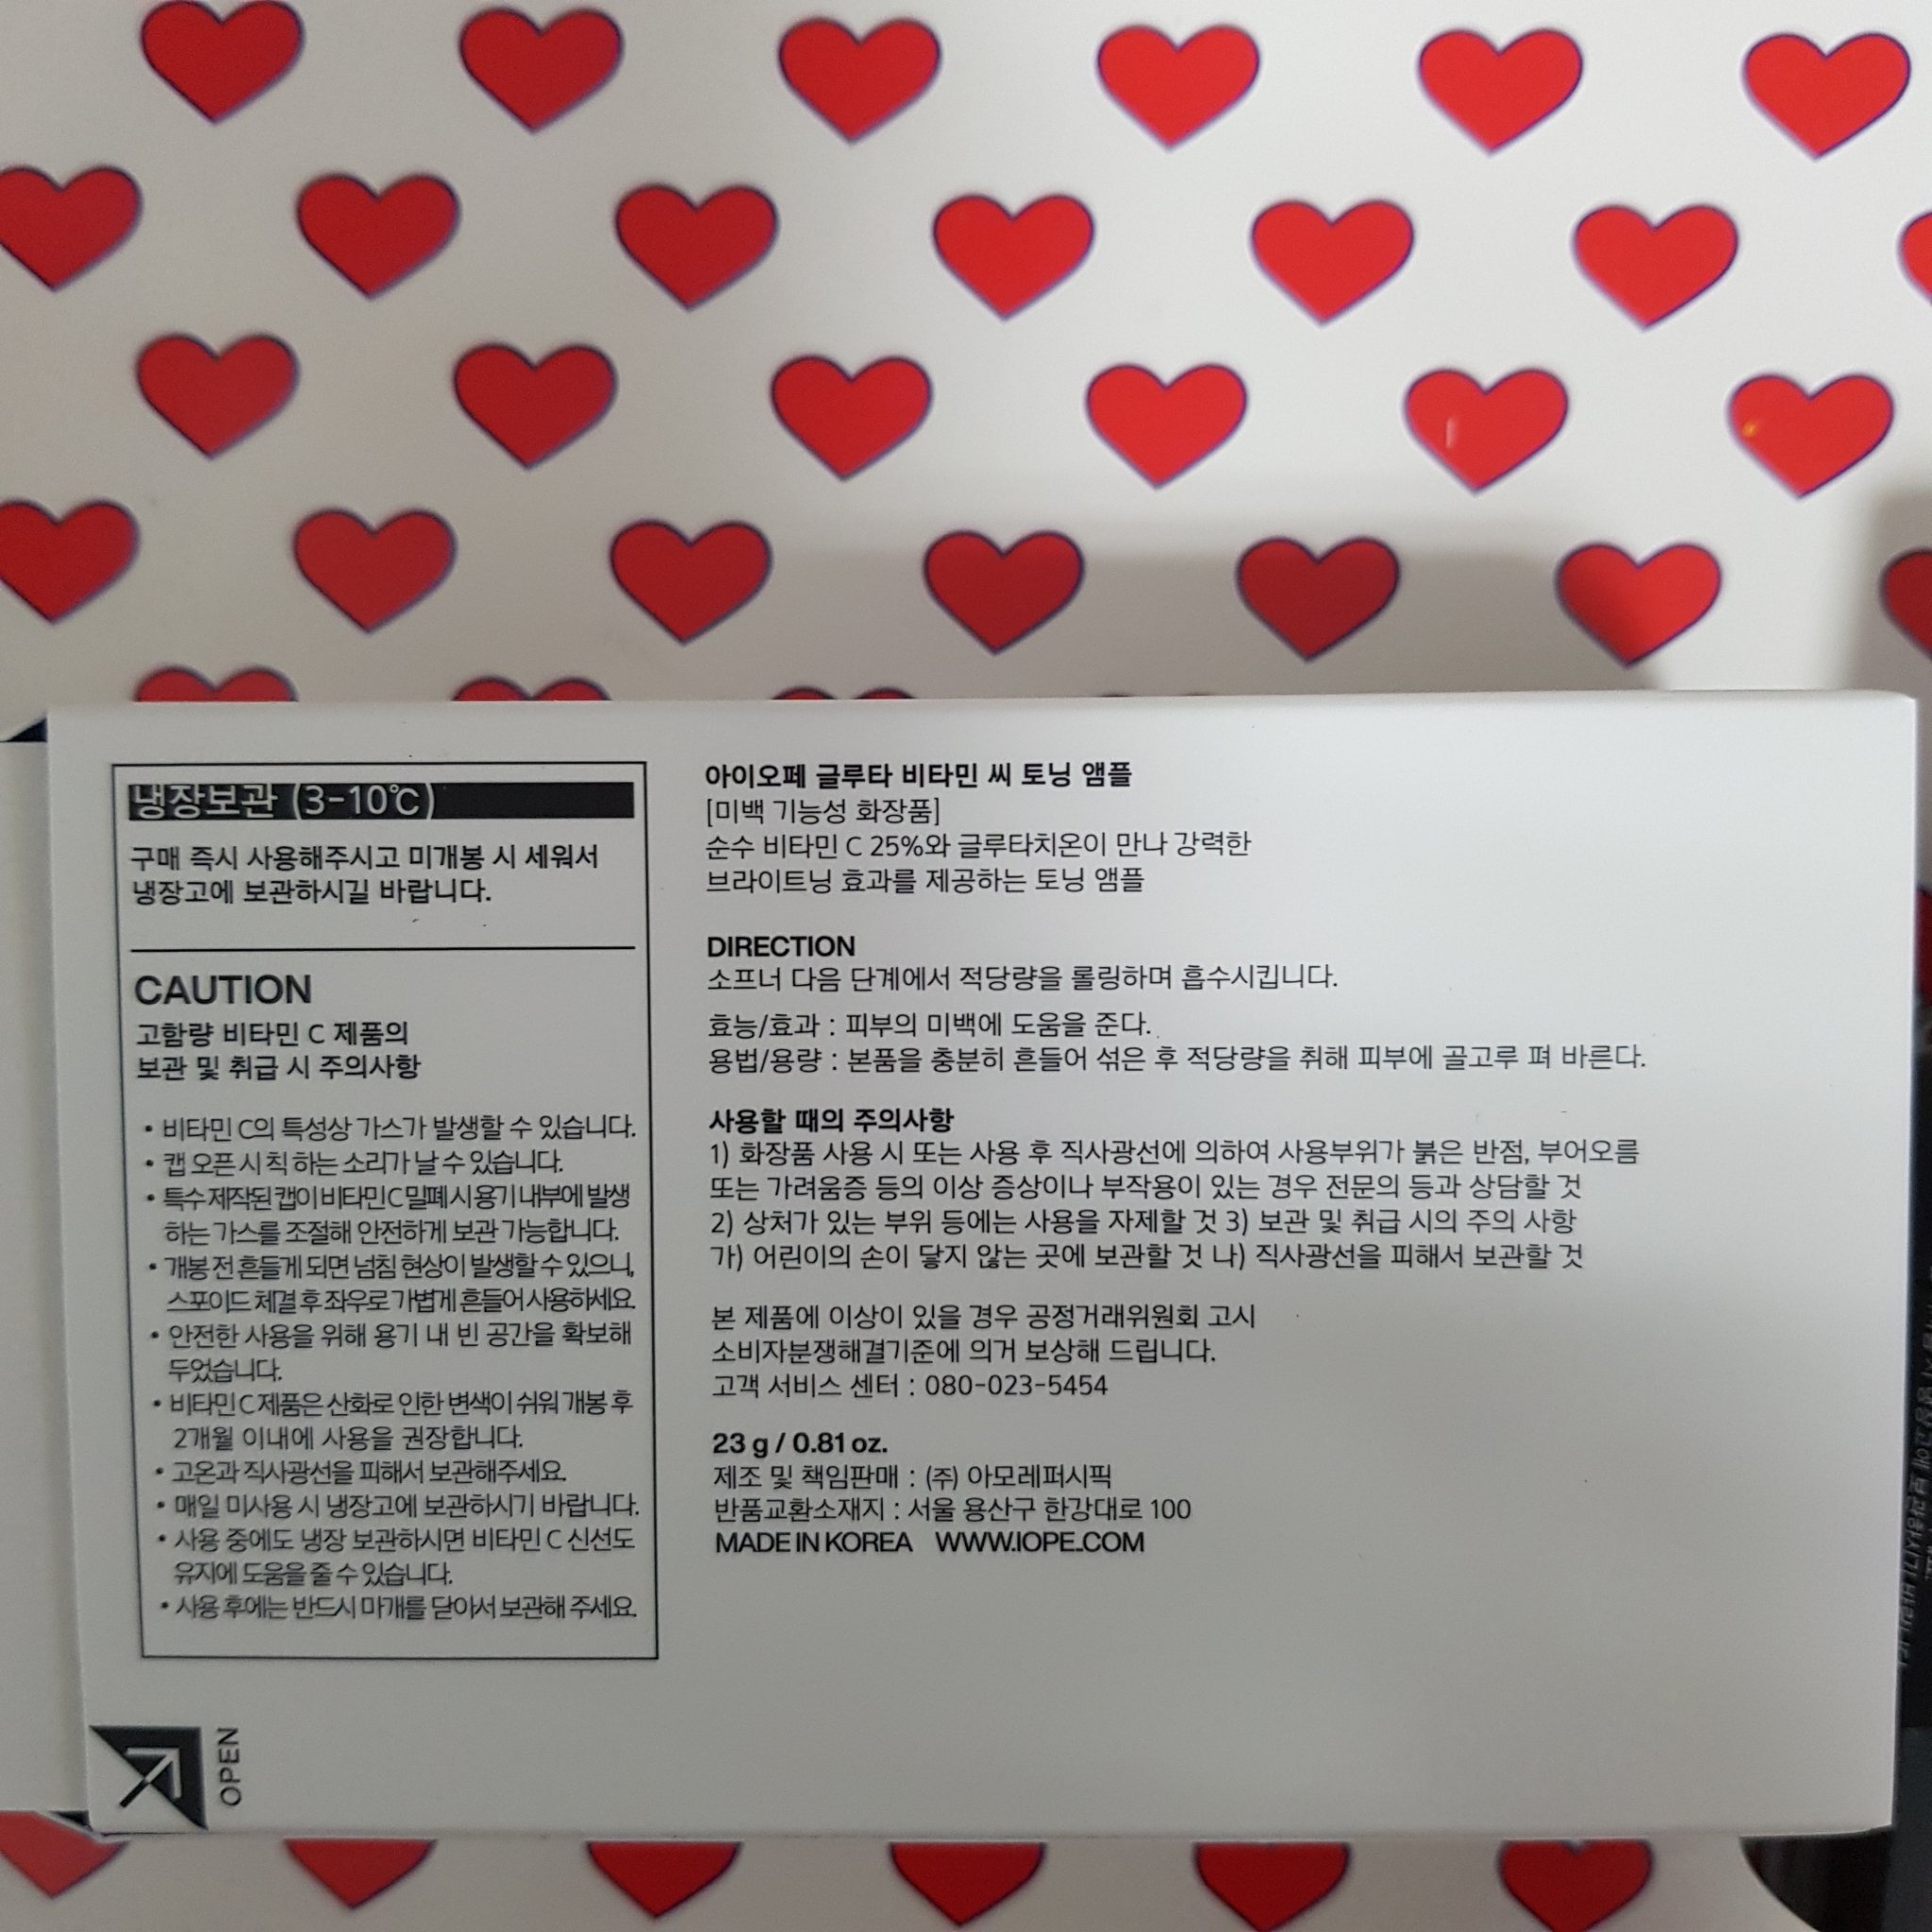 냉장보관 (3-10℃)
구매 즉시 사용해주시고 미개봉 시 세워서
냉장고에 보관하시길 바랍니다.
CAUTION
고함량 비타민 C 제품의
보관 및 취급 시 주의사항
• 비타민 C의 특성상 가스가 발생할 수 있습니다.
• 캡 오픈 시 칙 하는 소리가 날 수 있습니다.
• 특수 제작된 캡이 비타민 C 밀폐 시 용기 내부에 발생
하는 가스를 조절해 안전하게 보관 가능합니다.
• 개봉 전 흔들게 되면 넘침 현상이 발생할 수 있으니,
스포이드 체결 후 좌우로 가볍게 흔들어 사용하세요.
• 안전한 사용을 위해 용기 내 빈 공간을 확보해
두었습니다.
• 비타민 C 제품은 산화로 인한 변색이 쉬워 개봉 후
2개월 이내에 사용을 권장합니다.
• 고온과 직사광선을 피해서 보관해주세요.
• 매일 미사용 시 냉장고에 보관하시기 바랍니다.
• 사용 중에도 냉장 보관하시면 비타민 C 신선도
유지에 도움을 줄 수 있습니다.
• 사용 후에는 반드시 마개를 닫아서 보관해 주세요.
OPEN
아이오페 글루타 비타민 씨 토닝 앰플
[미백 기능성 화장품]
순수 비타민 C 25%와 글루타치온이 만나 강력한
브라이트닝 효과를 제공하는 토닝 앰플
DIRECTION
소프너 다음 단계에서 적당량을 롤링하며 흡수시킵니다.
효능/효과 : 피부의 미백에 도움을 준다.
용법/용량 : 본품을 충분히 흔들어 섞은 후 적당량을 취해 피부에 골고루 펴 바른다.
사용할 때의 주의사항
1) 화장품 사용 시 또는 사용 후 직사광선에 의하여 사용부위가 붉은 반점, 부어오름
또는 가려움증 등의 이상 증상이나 부작용이 있는 경우 전문의 등과 상담할 것
2) 상처가 있는 부위 등에는 사용을 자제할 것 3) 보관 및 취급 시의 주의 사항
가) 어린이의 손이 닿지 않는 곳에 보관할 것 나) 직사광선을 피해서 보관할 것
본 제품에 이상이 있을 경우 공정거래위원회 고시
소비자분쟁해결기준에 의거 보상해 드립니다.
고객 서비스 센터 : 080-023-5454
23 g / 0.81 oz.
제조 및 책임판매 : (주) 아모레퍼시픽
반품교환소재지 : 서울 용산구 한강대로 100
MADE IN KOREA WWW.IOPE.COM